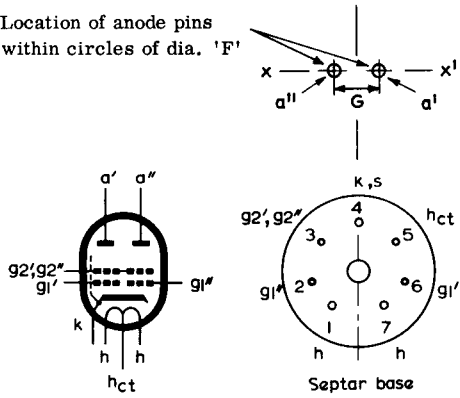 Location of anode pins
within circles of dia. 'F'
x x'
a'' G a'
k,s
g2',g2'' 4 hct
3 5
g1'' 2 6 g1'
1 7
h h
Septar base
a' a''
g2',g2''
g1' g1''
k h h
hct